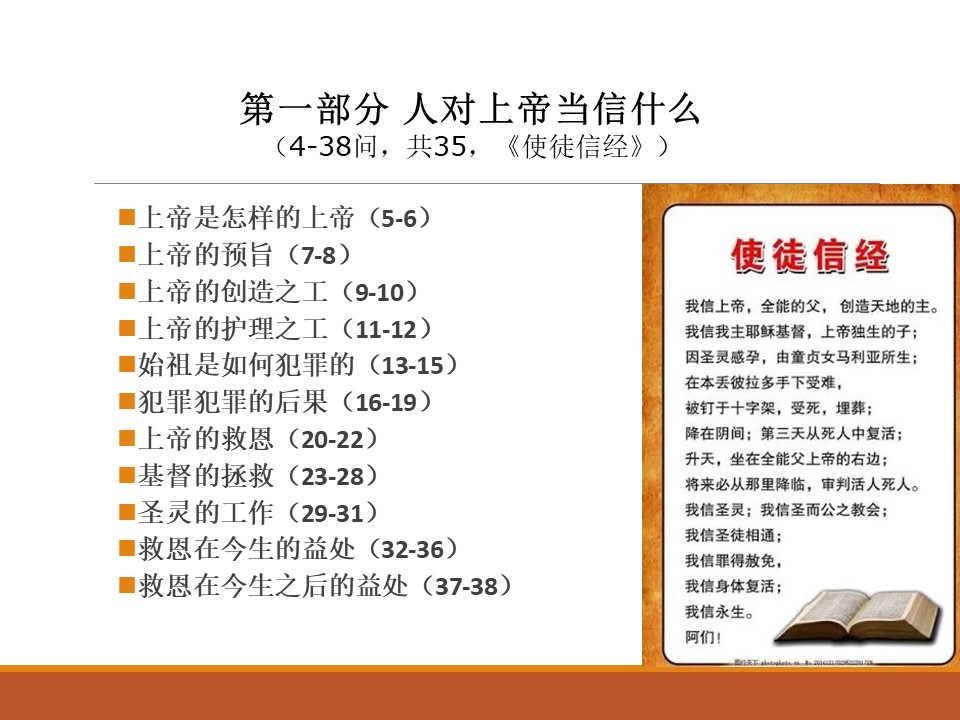 第一部分 人对上帝当信什么
（4-38问，共35，《使徒信经》）
上帝是怎样的上帝（5-6）
上帝的预旨（7-8）
上帝的创造之工（9-10）
上帝的护理之工（11-12）
始祖是如何犯罪的（13-15）
犯罪犯罪的后果（16-19）
上帝的救恩（20-22）
基督的拯救（23-28）
圣灵的工作（29-31）
救恩在今生的益处（32-36）
救恩在今生之后的益处（37-38）
使徒信经
我信上帝，全能的父， 创造天地的主。
我信我主耶稣基督，上帝独生的子；
因圣灵感孕，由童贞女马利亚所生；
在本丢彼拉多手下受难，
被钉于十字架，受死，埋葬；
降在阴间；第三天从死人中复活；
升天，坐在全能父上帝的右边；
将来必从那里降临，审判活人死人。
我信圣灵；我信圣而公之教会；
我信圣徒相通；
我信罪得赦免，
我信身体复活；
我信永生。
阿们！